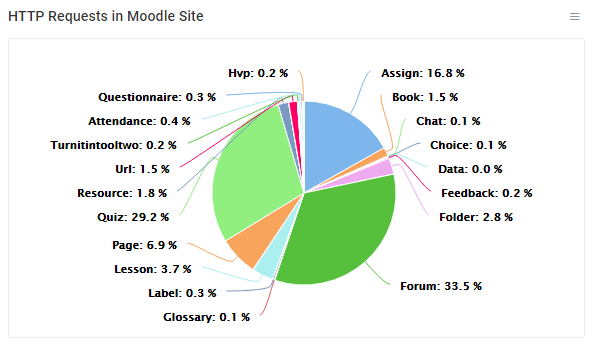 HTTP Requests in Moodle Site
Hvp: 0.2 %
Assign: 16.8 %
Questionnaire: 0.3 %
Book: 1.5 %
Attendance: 0.4 %
Chat: 0.1 %
Turnitintooltwo: 0.2 %
Choice: 0.1 %
Url: 1.5 %
Data: 0.0 %
Resource: 1.8 %
Feedback: 0.2 %
Quiz: 29.2 %
Folder: 2.8 %
Page: 6.9 %
Lesson: 3.7 %
Forum: 33.5 %
Label: 0.3 %
Glossary: 0.1 %